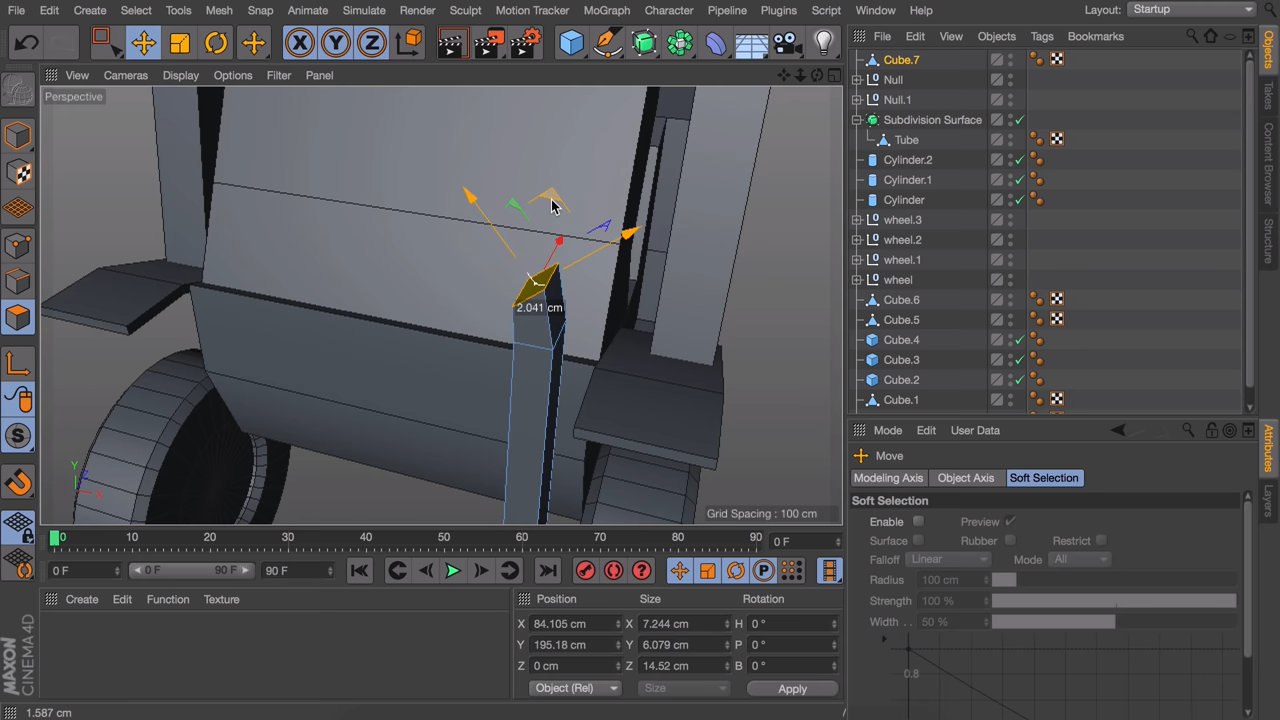 File Edit Create Select Tools Mesh Snap Animate Simulate Render Sculpt Motion Tracker MoGraph Character Pipeline Plugins Script Window Help Layout: Startup
View Cameras Display Options Filter Panel
Perspective
2.041 cm
Y
Z
X
Grid Spacing : 100 cm
File Edit View Objects Tags Bookmarks
Cube.7
Null
Null.1
Subdivision Surface
Tube
Cylinder.2
Cylinder.1
Cylinder
wheel.3
wheel.2
wheel.1
wheel
Cube.6
Cube.5
Cube.4
Cube.3
Cube.2
Cube.1
Objects
Takes
Content Browser
Structure
Mode Edit User Data
Move
Modeling Axis Object Axis Soft Selection
Soft Selection
Enable Preview
Surface Rubber Restrict
Falloff Linear Mode All
Radius 100 cm
Strength 100 %
Width . . 50 %
0.8
Attributes
Layers
0 10 20 30 40 50 60 70 80 90 0 F
0 F 0 F 90 F 90 F
Create Edit Function Texture
Position Size Rotation
X 84.105 cm X 7.244 cm H 0 °
Y 195.18 cm Y 6.079 cm P 0 °
Z 0 cm Z 14.52 cm B 0 °
Object (Rel) Size Apply
MAXON CINEMA 4D
1.587 cm